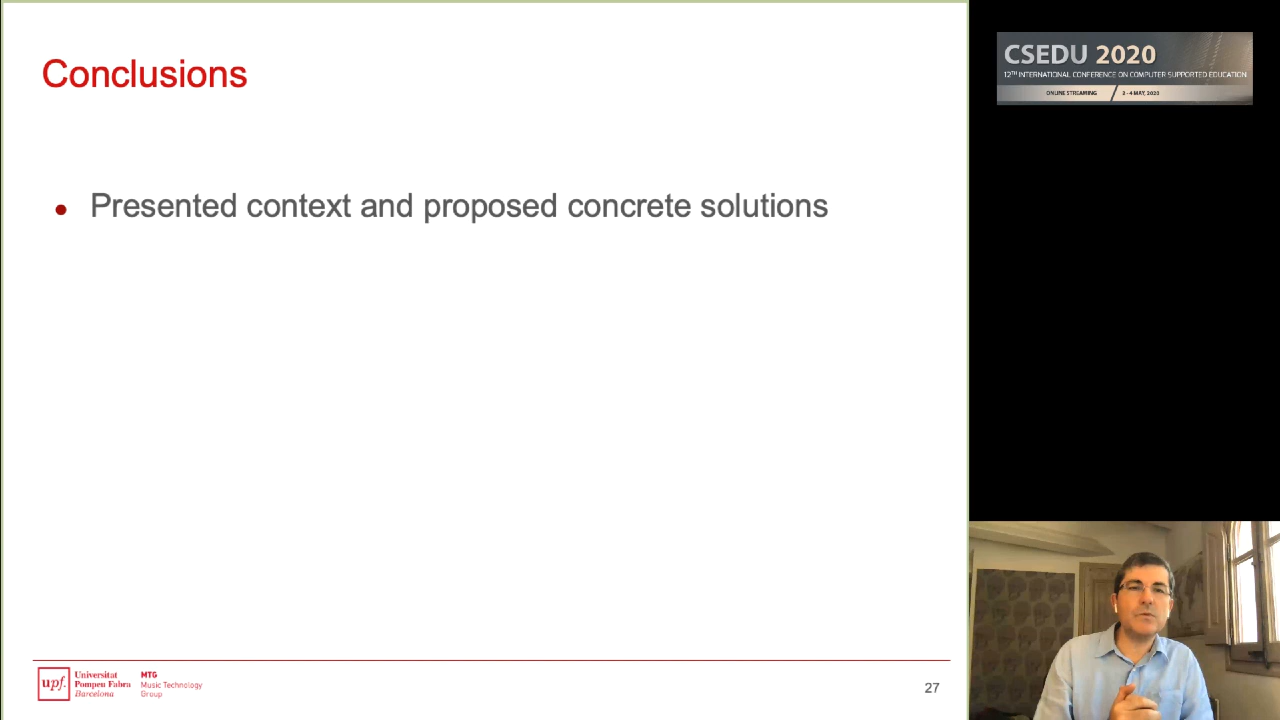 Conclusions
• Presented context and proposed concrete solutions
CSEDU 2020
12TH INTERNATIONAL CONFERENCE ON COMPUTER SUPPORTED EDUCATION
ONLINE STREAMING 2 - 4 MAY, 2020
upf. Universitat Pompeu Fabra Barcelona
MTG Music Technology Group
27